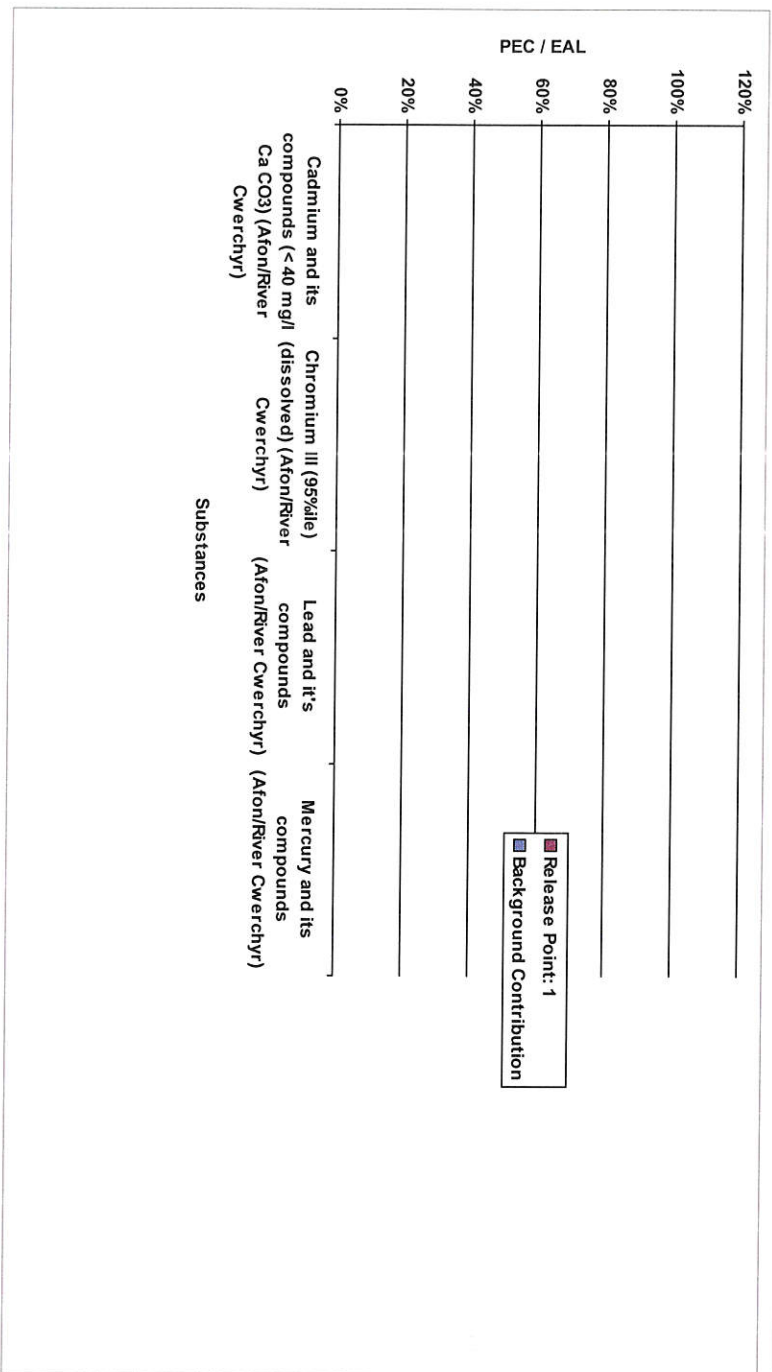 PEC / EAL
120%
100%
80%
60%
40%
20%
0%
Cadmium and its
compounds (< 40 mg/l
Ca CO3) (Afon/River
Cwerchyr)
Chromium III (95%ile)
(dissolved) (Afon/River
Cwerchyr)
Lead and it's
compounds
(Afon/River Cwerchyr)
Mercury and its
compounds
(Afon/River Cwerchyr)
Substances
Release Point: 1
Background Contribution